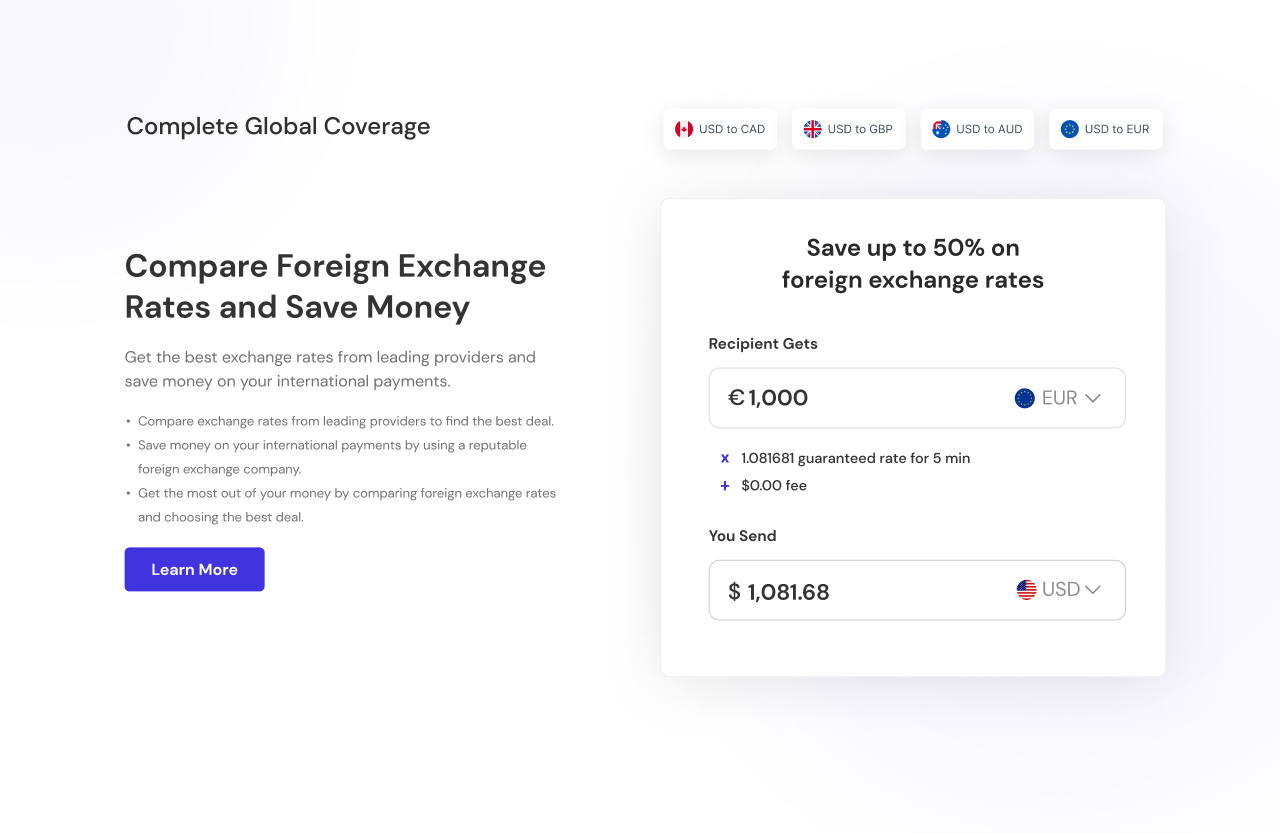 Complete Global Coverage
USD to CAD
USD to GBP
USD to AUD
USD to EUR
Compare Foreign Exchange
Rates and Save Money
Get the best exchange rates from leading providers and
save money on your international payments.
• Compare exchange rates from leading providers to find the best deal.
• Save money on your international payments by using a reputable
foreign exchange company.
• Get the most out of your money by comparing foreign exchange rates
and choosing the best deal.
Learn More
Save up to 50% on
foreign exchange rates
Recipient Gets
€ 1,000 EUR
x 1.081681 guaranteed rate for 5 min
+ $0.00 fee
You Send
$ 1,081.68 USD